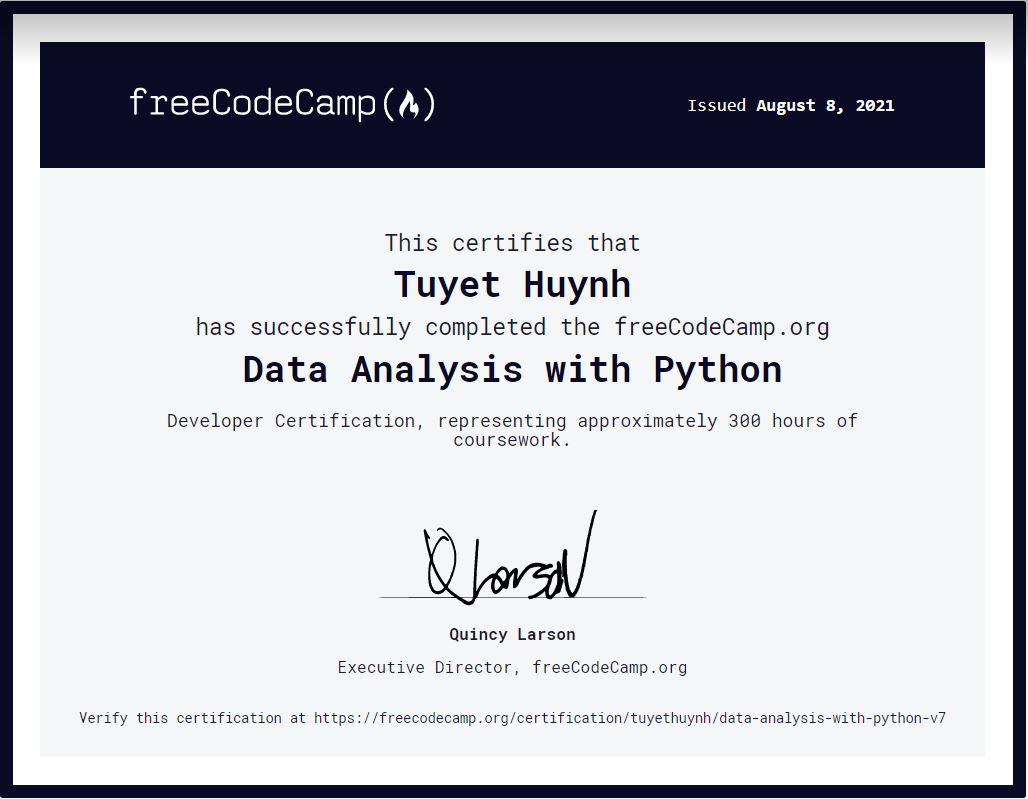 freeCodeCamp(🔥)
Issued August 8, 2021
This certifies that
Tuyet Huynh
has successfully completed the freeCodeCamp.org
Data Analysis with Python
Developer Certification, representing approximately 300 hours of
coursework.
Q Larson
Quincy Larson
Executive Director, freeCodeCamp.org
Verify this certification at https://freecodecamp.org/certification/tuyethuynh/data-analysis-with-python-v7